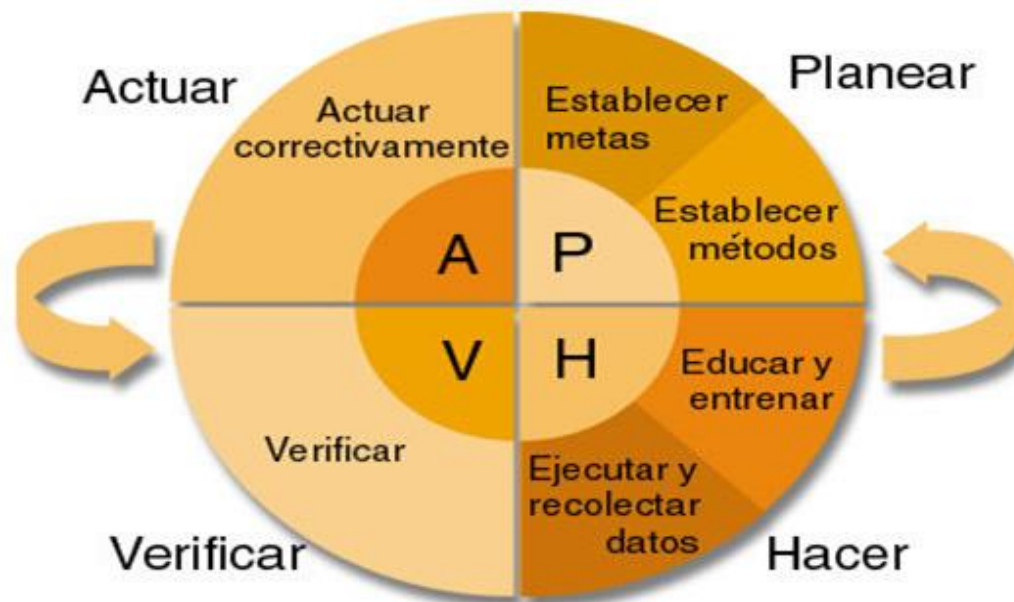 Actuar
Planear
Actuar
correctivamente
Establecer
metas
Establecer
métodos
A
P
V
H
Educar y
entrenar
Verificar
Ejecutar y
recolectar
datos
Verificar
Hacer